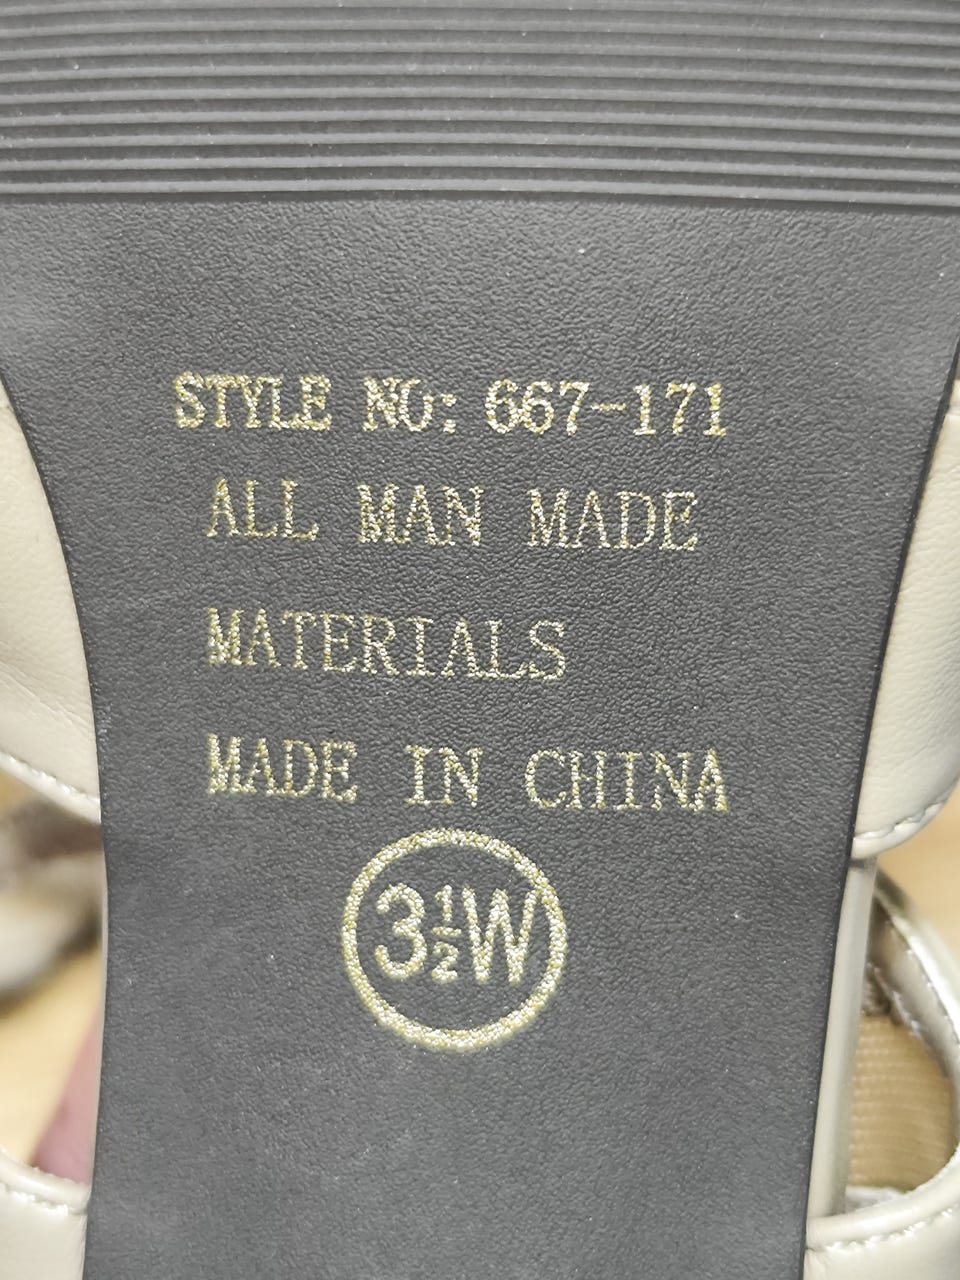 STYLE NO: 667-171
ALL MAN MADE
MATERIALS
MADE IN CHINA
3½W